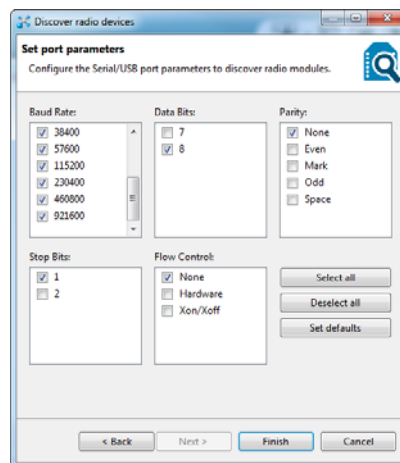 Discover radio devices
Set port parameters
Configure the Serial/USB port parameters to discover radio modules.
Baud Rate:
38400
57600
115200
230400
460800
921600
Data Bits:
7
8
Parity:
None
Even
Mark
Odd
Space
Stop Bits:
1
2
Flow Control:
None
Hardware
Xon/Xoff
Select all
Deselect all
Set defaults
< Back
Next >
Finish
Cancel